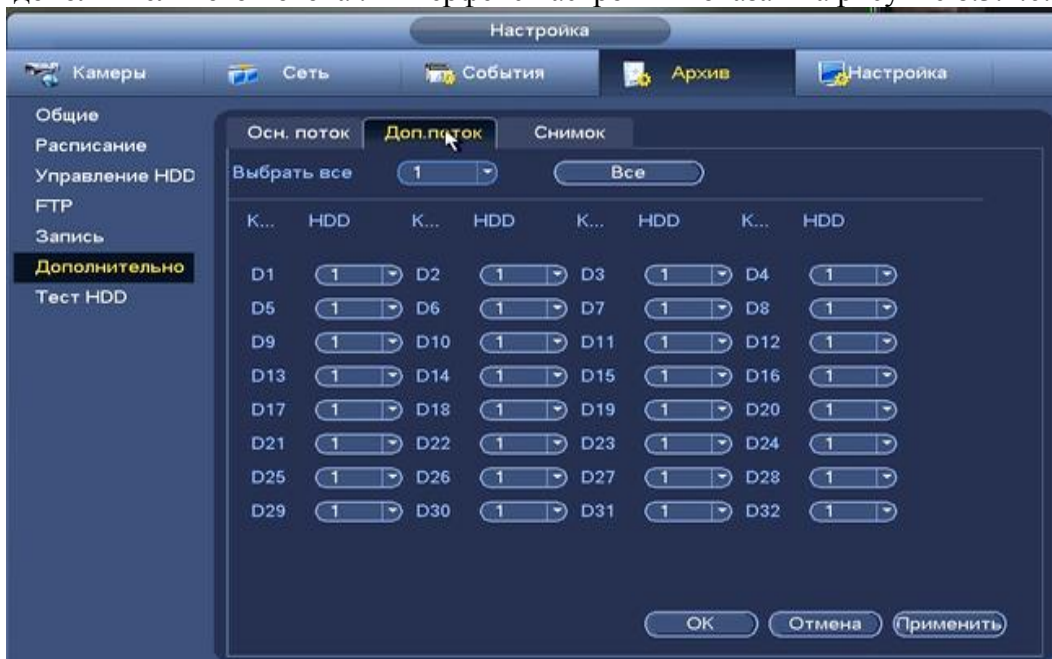 Настройка
Камеры Сеть События Архив Настройка
Общие
Расписание
Управление HDD
FTP
Запись
Дополнительно
Тест HDD
Осн. поток Доп.поток Снимок
Выбрать все 1 Все
К... HDD К... HDD К... HDD К... HDD
D1 1 D2 1 D3 1 D4 1
D5 1 D6 1 D7 1 D8 1
D9 1 D10 1 D11 1 D12 1
D13 1 D14 1 D15 1 D16 1
D17 1 D18 1 D19 1 D20 1
D21 1 D22 1 D23 1 D24 1
D25 1 D26 1 D27 1 D28 1
D29 1 D30 1 D31 1 D32 1
OK Отмена Применить